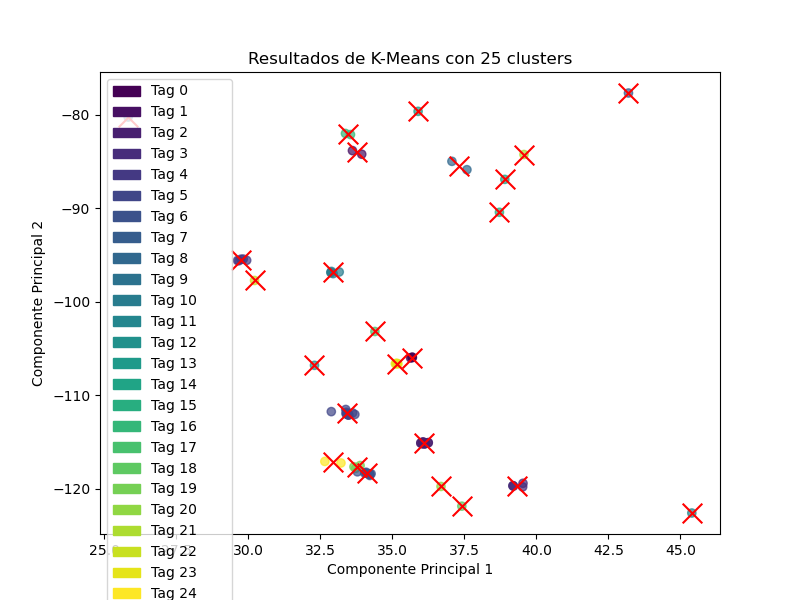 Resultados de K-Means con 25 clusters
Tag 0
Tag 1
Tag 2
Tag 3
Tag 4
Tag 5
Tag 6
Tag 7
Tag 8
Tag 9
Tag 10
Tag 11
Tag 12
Tag 13
Tag 14
Tag 15
Tag 16
Tag 17
Tag 18
Tag 19
Tag 20
Tag 21
Tag 22
Tag 23
Tag 24
−80
−90
−100
−110
−120
Componente Principal 2
30.0 32.5 35.0 37.5 40.0 42.5 45.0
Componente Principal 1